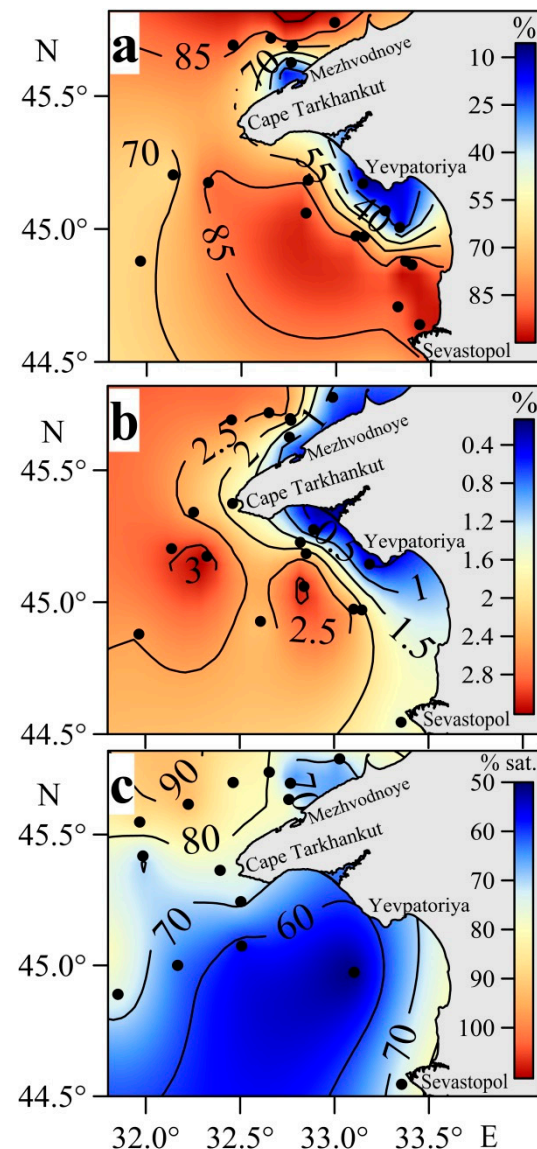 a
N
%
85
70
Mezhvodnoye
Cape Tarkhankut
45.5°
70
55
Yevpatoriya
40
45.0°
85
44.5°
Sevastopol
10
25
40
55
70
85
b
N
%
2.5
2
1
Mezhvodnoye
Cape Tarkhankut
45.5°
0.5
Yevpatoriya
3
1
45.0°
2.5
1.5
44.5°
Sevastopol
0.4
0.8
1.2
1.6
2
2.4
2.8
c
N
% sat.
90
70
80
Mezhvodnoye
Cape Tarkhankut
45.5°
Yevpatoriya
70
60
45.0°
70
44.5°
Sevastopol
50
60
70
80
90
100
32.0° 32.5° 33.0° 33.5° E